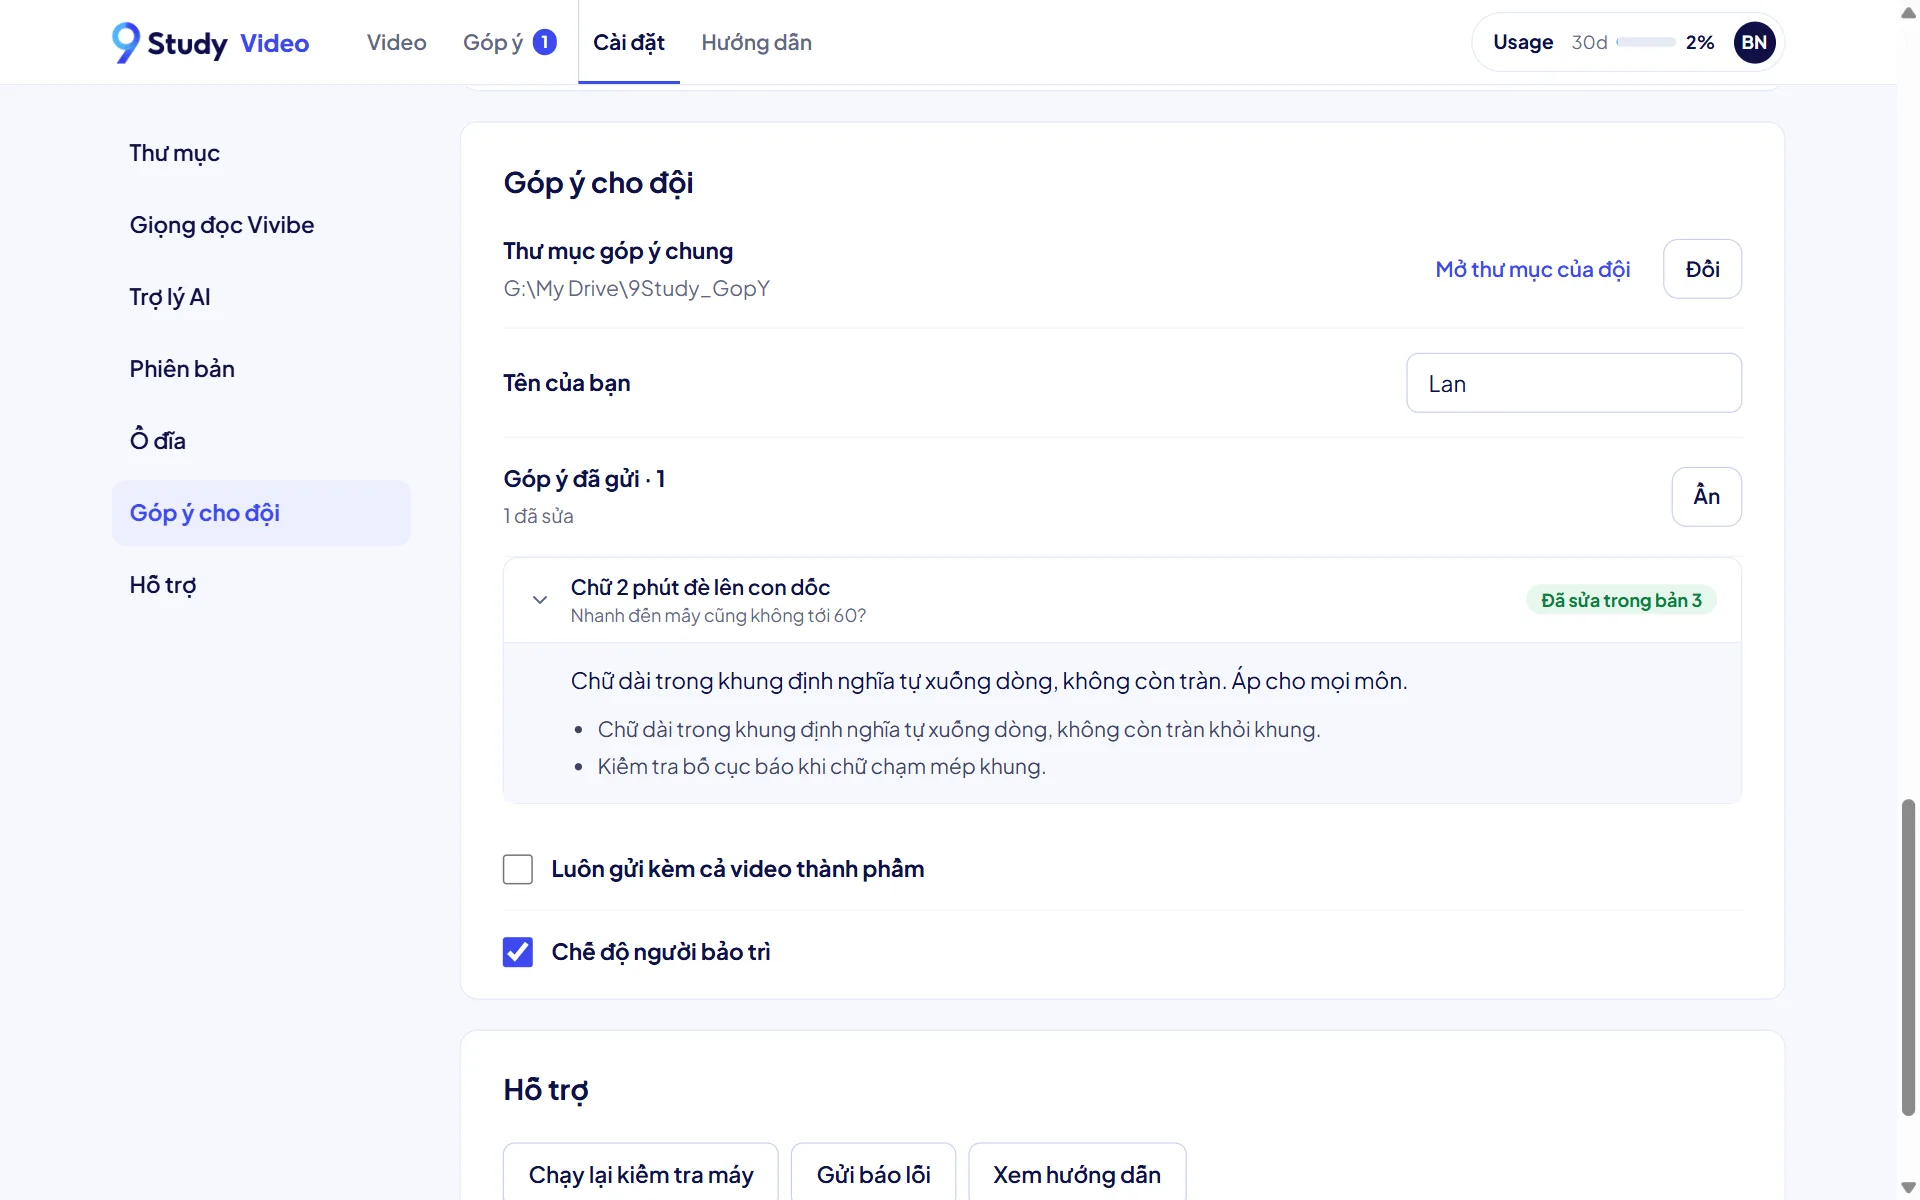 9 Study Video
Video
Góp ý 1
Cài đặt
Hướng dẫn
Usage 30d 2% BN
Thư mục
Giọng đọc Vivibe
Trợ lý AI
Phiên bản
Ổ đĩa
Góp ý cho đội
Hỗ trợ
Góp ý cho đội
Thư mục góp ý chung
G:\My Drive\9Study_GopY
Mở thư mục của đội
Đổi
Tên của bạn
Lan
Góp ý đã gửi · 1
1 đã sửa
Ẩn
Chữ 2 phút đè lên con dốc
Nhanh đến mấy cũng không tới 60?
Đã sửa trong bản 3
Chữ dài trong khung định nghĩa tự xuống dòng, không còn tràn. Áp cho mọi môn.
• Chữ dài trong khung định nghĩa tự xuống dòng, không còn tràn khỏi khung.
• Kiểm tra bố cục báo khi chữ chạm mép khung.
Luôn gửi kèm cả video thành phẩm
Chế độ người bảo trì
Hỗ trợ
Chạy lại kiểm tra máy
Gửi báo lỗi
Xem hướng dẫn